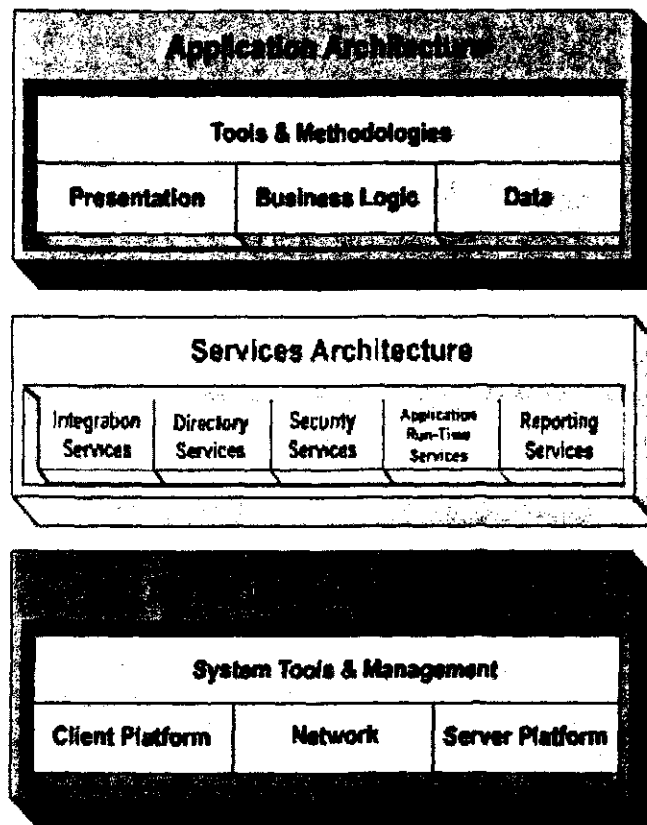 Application Architecture
Tools & Methodologies
Presentation Business Logic Data
Services Architecture
Integration Services
Directory Services
Security Services
Application Run-Time Services
Reporting Services
System Tools & Management
Client Platform Network Server Platform